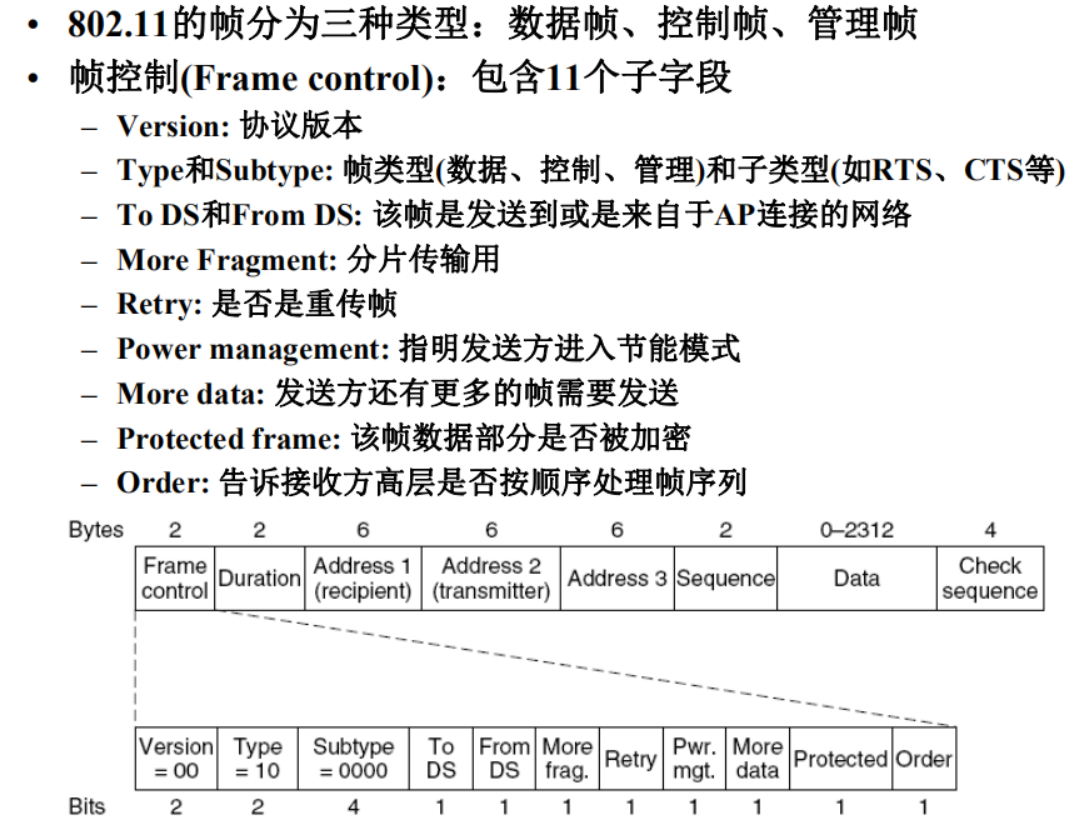 • 802.11的帧分为三种类型：数据帧、控制帧、管理帧
• 帧控制(Frame control)：包含11个子字段
– Version: 协议版本
– Type和Subtype: 帧类型(数据、控制、管理)和子类型(如RTS、CTS等)
– To DS和From DS: 该帧是发送到或是来自于AP连接的网络
– More Fragment: 分片传输用
– Retry: 是否是重传帧
– Power management: 指明发送方进入节能模式
– More data: 发送方还有更多的帧需要发送
– Protected frame: 该帧数据部分是否被加密
– Order: 告诉接收方高层是否按顺序处理帧序列
Bytes 2 2 6 6 6 2 0–2312 4
Frame control Duration Address 1 (recipient) Address 2 (transmitter) Address 3 Sequence Data Check sequence
Version = 00 Type = 10 Subtype = 0000 To DS From DS More frag. Retry Pwr. mgt. More data Protected Order
Bits 2 2 4 1 1 1 1 1 1 1 1